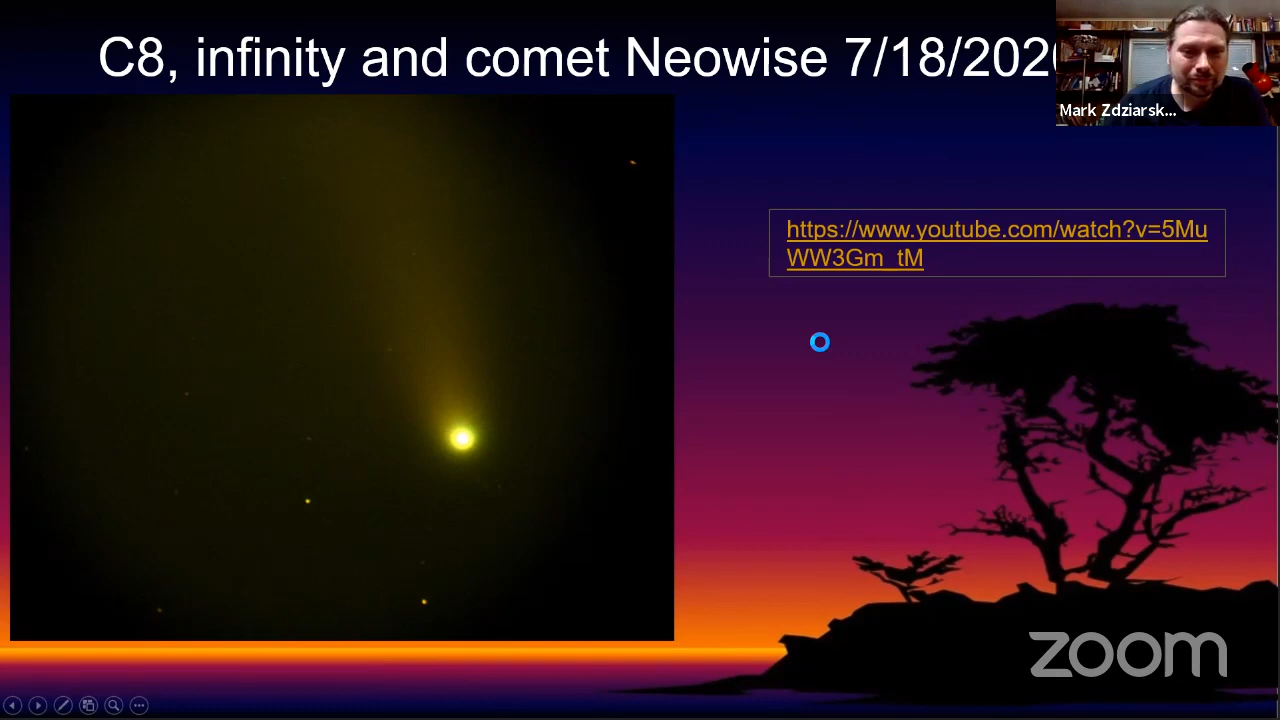 C8, infinity and comet Neowise 7/18/202
Mark Zdziarsk...
https://www.youtube.com/watch?v=5Mu
WW3Gm_tM
zoom